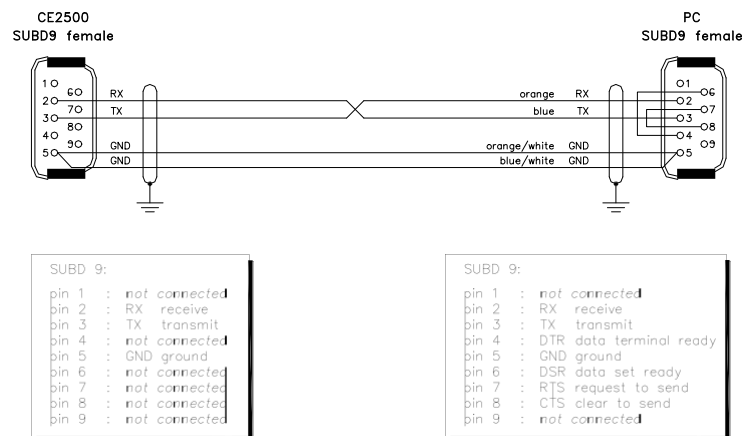 CE2500
SUBD9 female
PC
SUBD9 female
1
2
3
4
5
6
7
8
9
RX
TX
GND
GND
orange RX
blue TX
orange/white GND
blue/white GND
1
2
3
4
5
6
7
8
9
SUBD 9:
pin 1 : not connected
pin 2 : RX receive
pin 3 : TX transmit
pin 4 : not connected
pin 5 : GND ground
pin 6 : not connected
pin 7 : not connected
pin 8 : not connected
pin 9 : not connected
SUBD 9:
pin 1 : not connected
pin 2 : RX receive
pin 3 : TX transmit
pin 4 : DTR data terminal ready
pin 5 : GND ground
pin 6 : DSR data set ready
pin 7 : RTS request to send
pin 8 : CTS clear to send
pin 9 : not connected